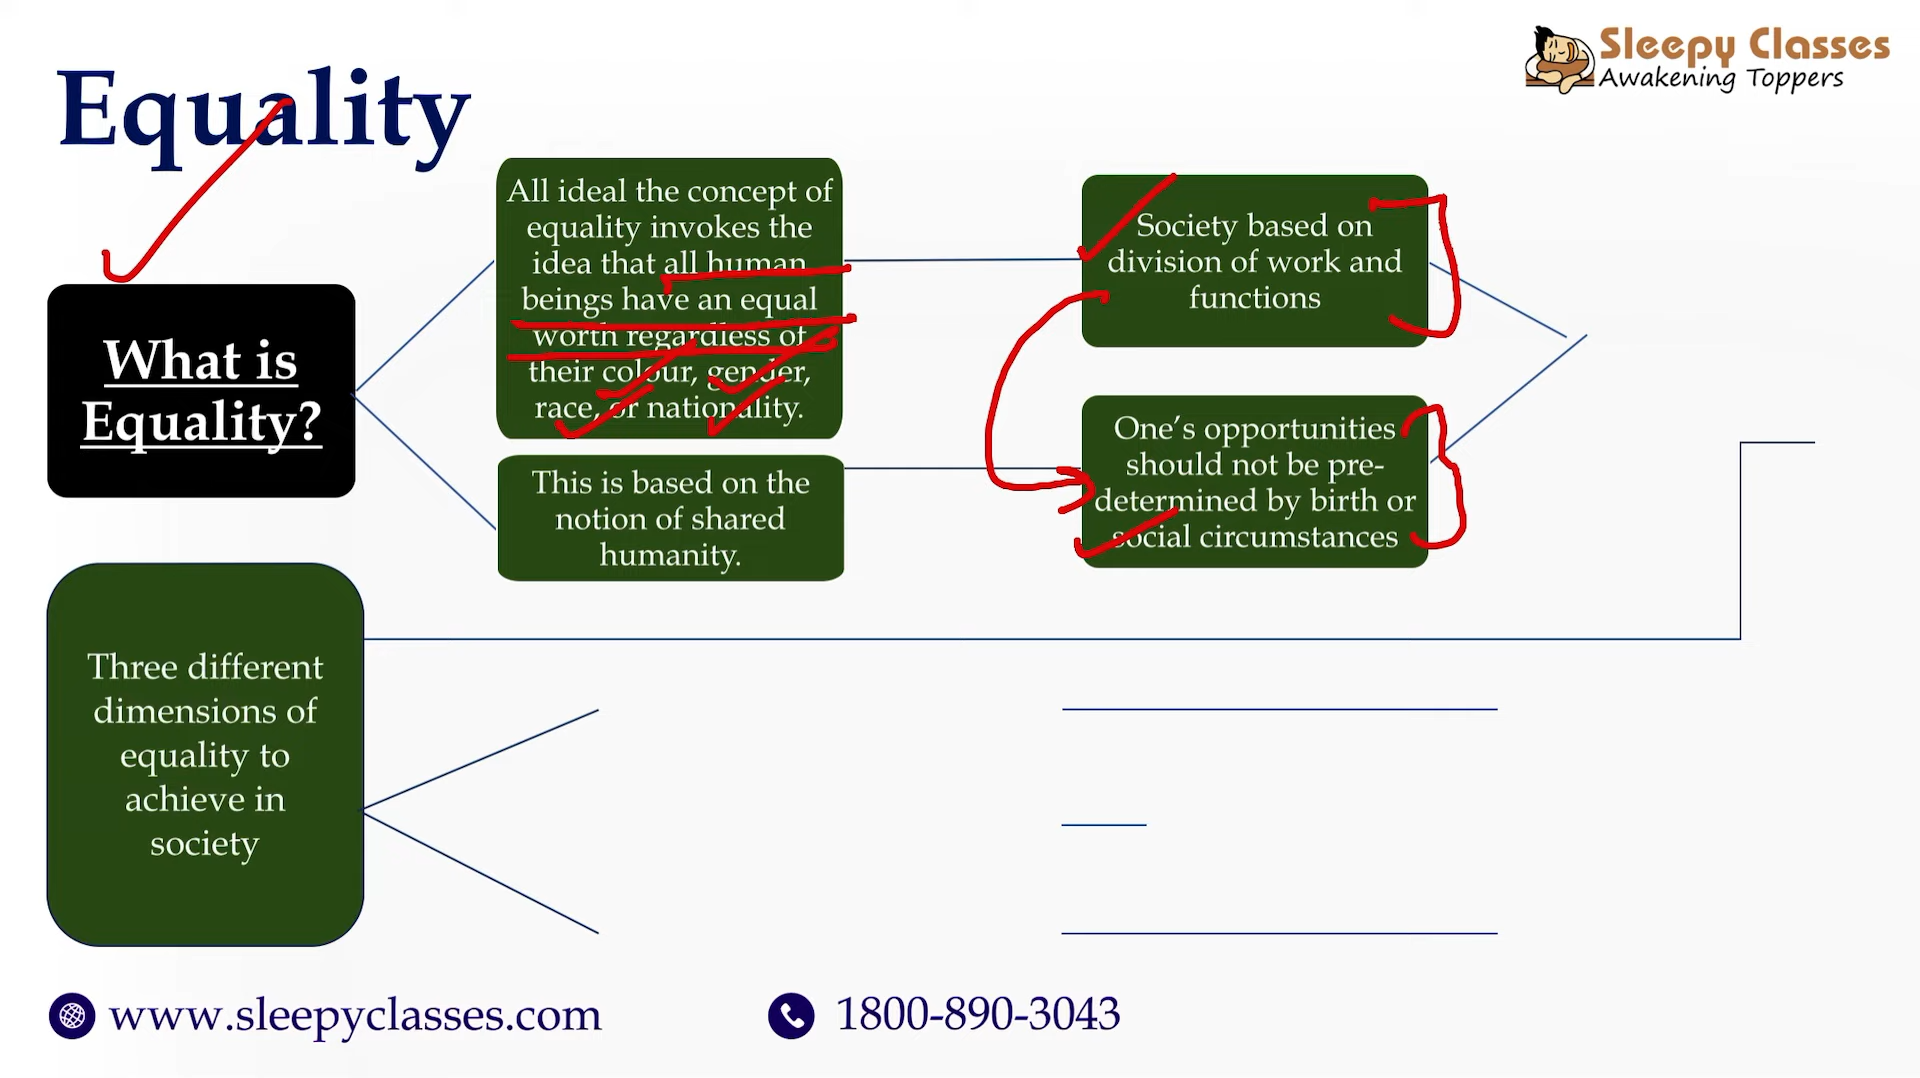 Sleepy Classes
Awakening Toppers
Equality
What is
Equality?
All ideal the concept of
equality invokes the
idea that all human
beings have an equal
worth regardless of
their colour, gender,
race, or nationality.
This is based on the
notion of shared
humanity.
Society based on
division of work and
functions
One’s opportunities
should not be pre-
determined by birth or
social circumstances
Three different
dimensions of
equality to
achieve in
society
www.sleepyclasses.com
1800-890-3043